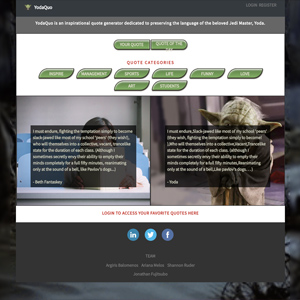 YodaQuo
LOGIN REGISTER
YodaQuo is an inspirational quote generator dedicated to preserving the language of the beloved Jedi Master, Yoda.
YOUR QUOTE
QUOTE OF THE DAY
QUOTE CATEGORIES
INSPIRE
MANAGEMENT
SPORTS
LIFE
FUNNY
LOVE
ART
STUDENTS
I must endure, fighting the temptation simply to become
slack-jawed like most of my school 'peers' (they wish!),
who will themselves into a collective, vacant, trancelike
state for the duration of each class. (Although I
sometimes secretly envy their ability to empty their
minds completely for a full fifty minutes, reanimating
only at the sound of a bell, like Pavlov's dogs...)
- Beth Fantaskey
I must endure,Slack-jawed like most of my school 'peers'
(they wish, fighting the temptation simply to become
!),Who will themselves into a collective,Vacant,Trancelike
state for the duration of each class. (although I
sometimes secretly envy their ability to empty their
minds completely for a full fifty minutes,Reanimating
only at the sound of a bell,Like pavlov's dogs. . .)
- Yoda
LOGIN TO ACCESS YOUR FAVORITE QUOTES HERE
TEAM
Shannon
Jonathan